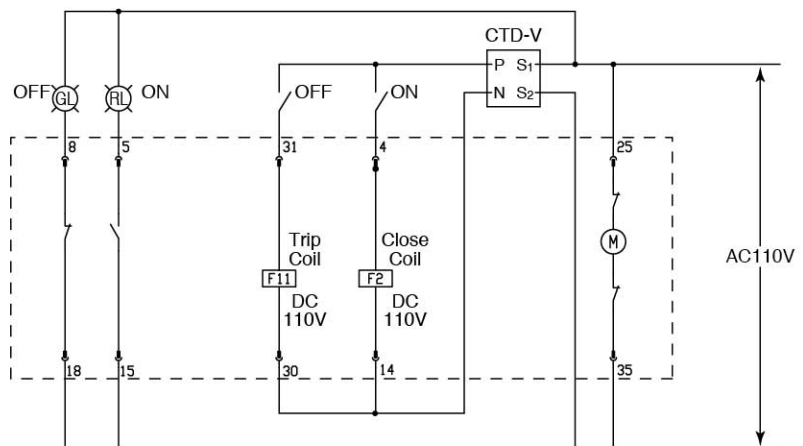 CTD-V
P S1
N S2
OFF GL RL ON
OFF ON
8 5 31 4 25
Trip Coil
Close Coil
M
AC110V
F11 F2
DC 110V
DC 110V
18 15 30 14 35